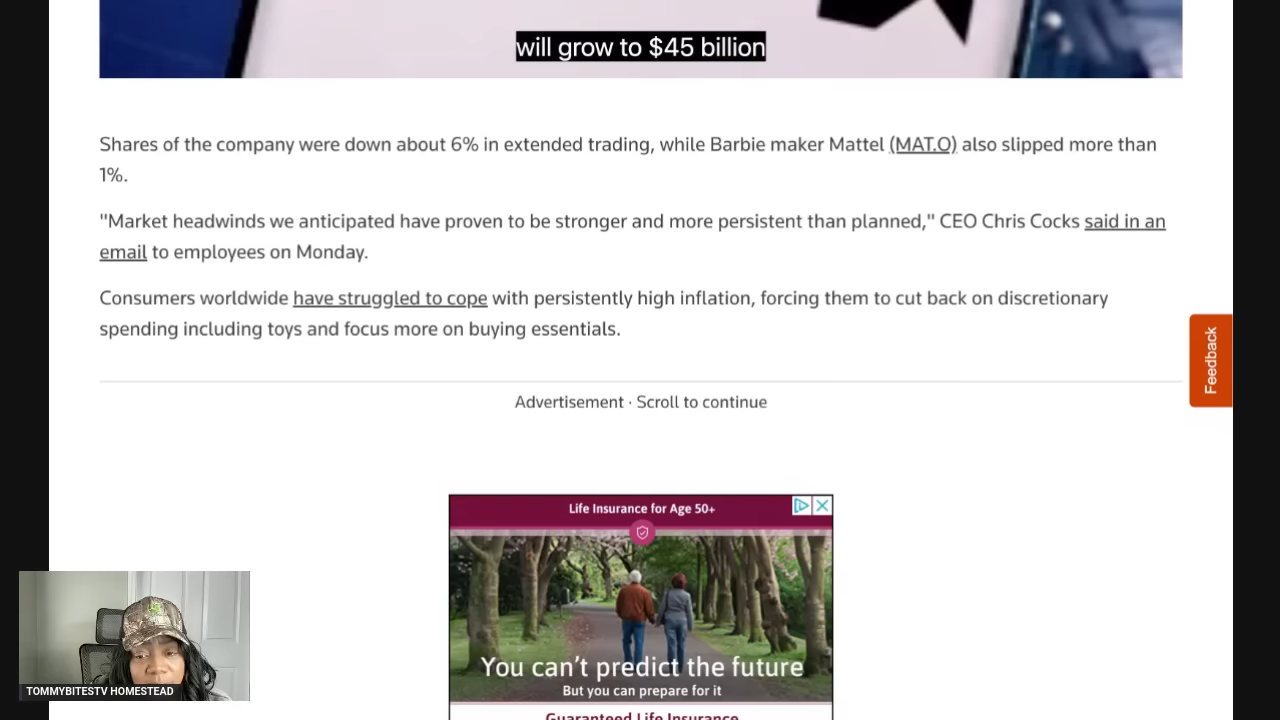 will grow to $45 billion
Shares of the company were down about 6% in extended trading, while Barbie maker Mattel (MAT.O) also slipped more than
1%.
"Market headwinds we anticipated have proven to be stronger and more persistent than planned," CEO Chris Cocks said in an
email to employees on Monday.
Consumers worldwide have struggled to cope with persistently high inflation, forcing them to cut back on discretionary
spending including toys and focus more on buying essentials.
Feedback
Advertisement · Scroll to continue
Life Insurance for Age 50+
You can't predict the future
But you can prepare for it
Guaranteed Life Insurance
TOMMYBITESTV HOMESTEAD